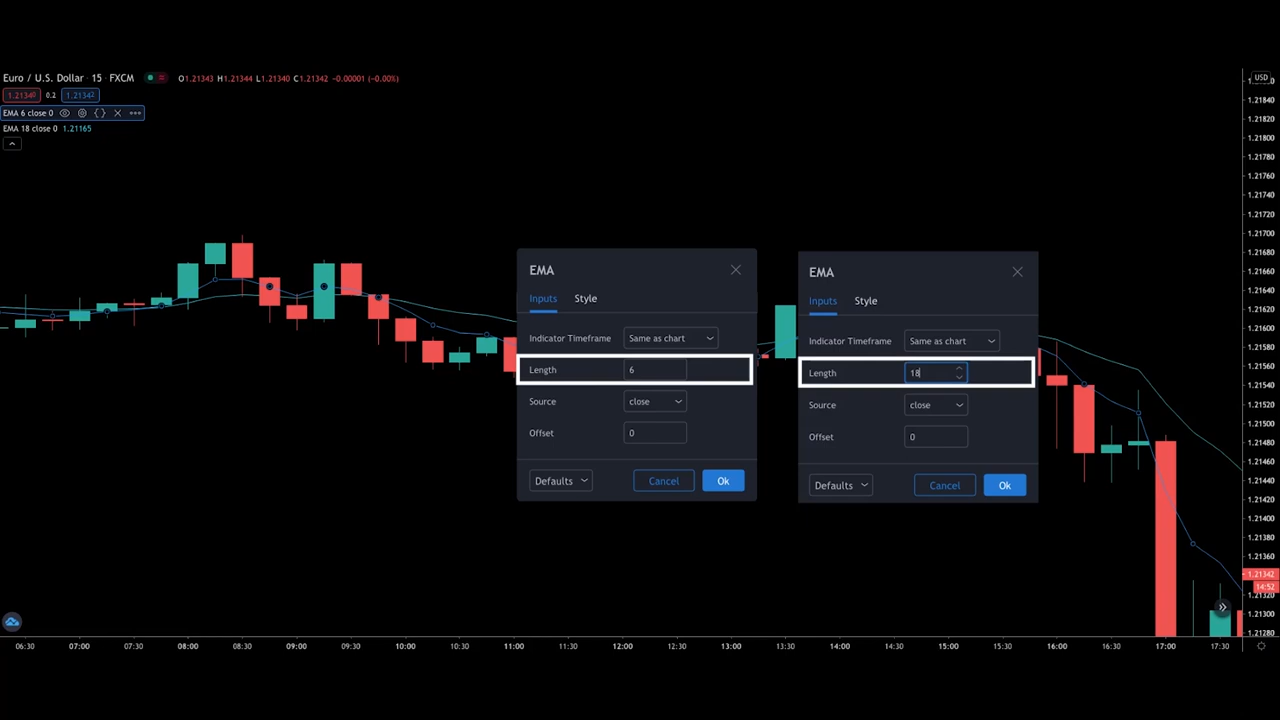 Euro / U.S. Dollar · 15 · FXCM O1.21343 H1.21344 L1.21340 C1.21342 -0.00001 (-0.00%)
1.21340 0.2 1.21342
EMA 6 close 0
EMA 18 close 0 1.21165
USD
1.21840
1.21820
1.21800
1.21780
1.21760
1.21740
1.21720
1.21700
1.21680
1.21660
1.21640
1.21620
1.21600
1.21580
1.21560
1.21540
1.21520
1.21500
1.21480
1.21460
1.21440
1.21420
1.21400
1.21380
1.21360
1.21342
14:52
1.21320
1.21300
1.21280
EMA
Inputs Style
Indicator Timeframe Same as chart
Length 6
Source close
Offset 0
Defaults Cancel Ok
EMA
Inputs Style
Indicator Timeframe Same as chart
Length 18
Source close
Offset 0
Defaults Cancel Ok
06:30 07:00 07:30 08:00 08:30 09:00 09:30 10:00 10:30 11:00 11:30 12:00 12:30 13:00 13:30 14:00 14:30 15:00 15:30 16:00 16:30 17:00 17:30